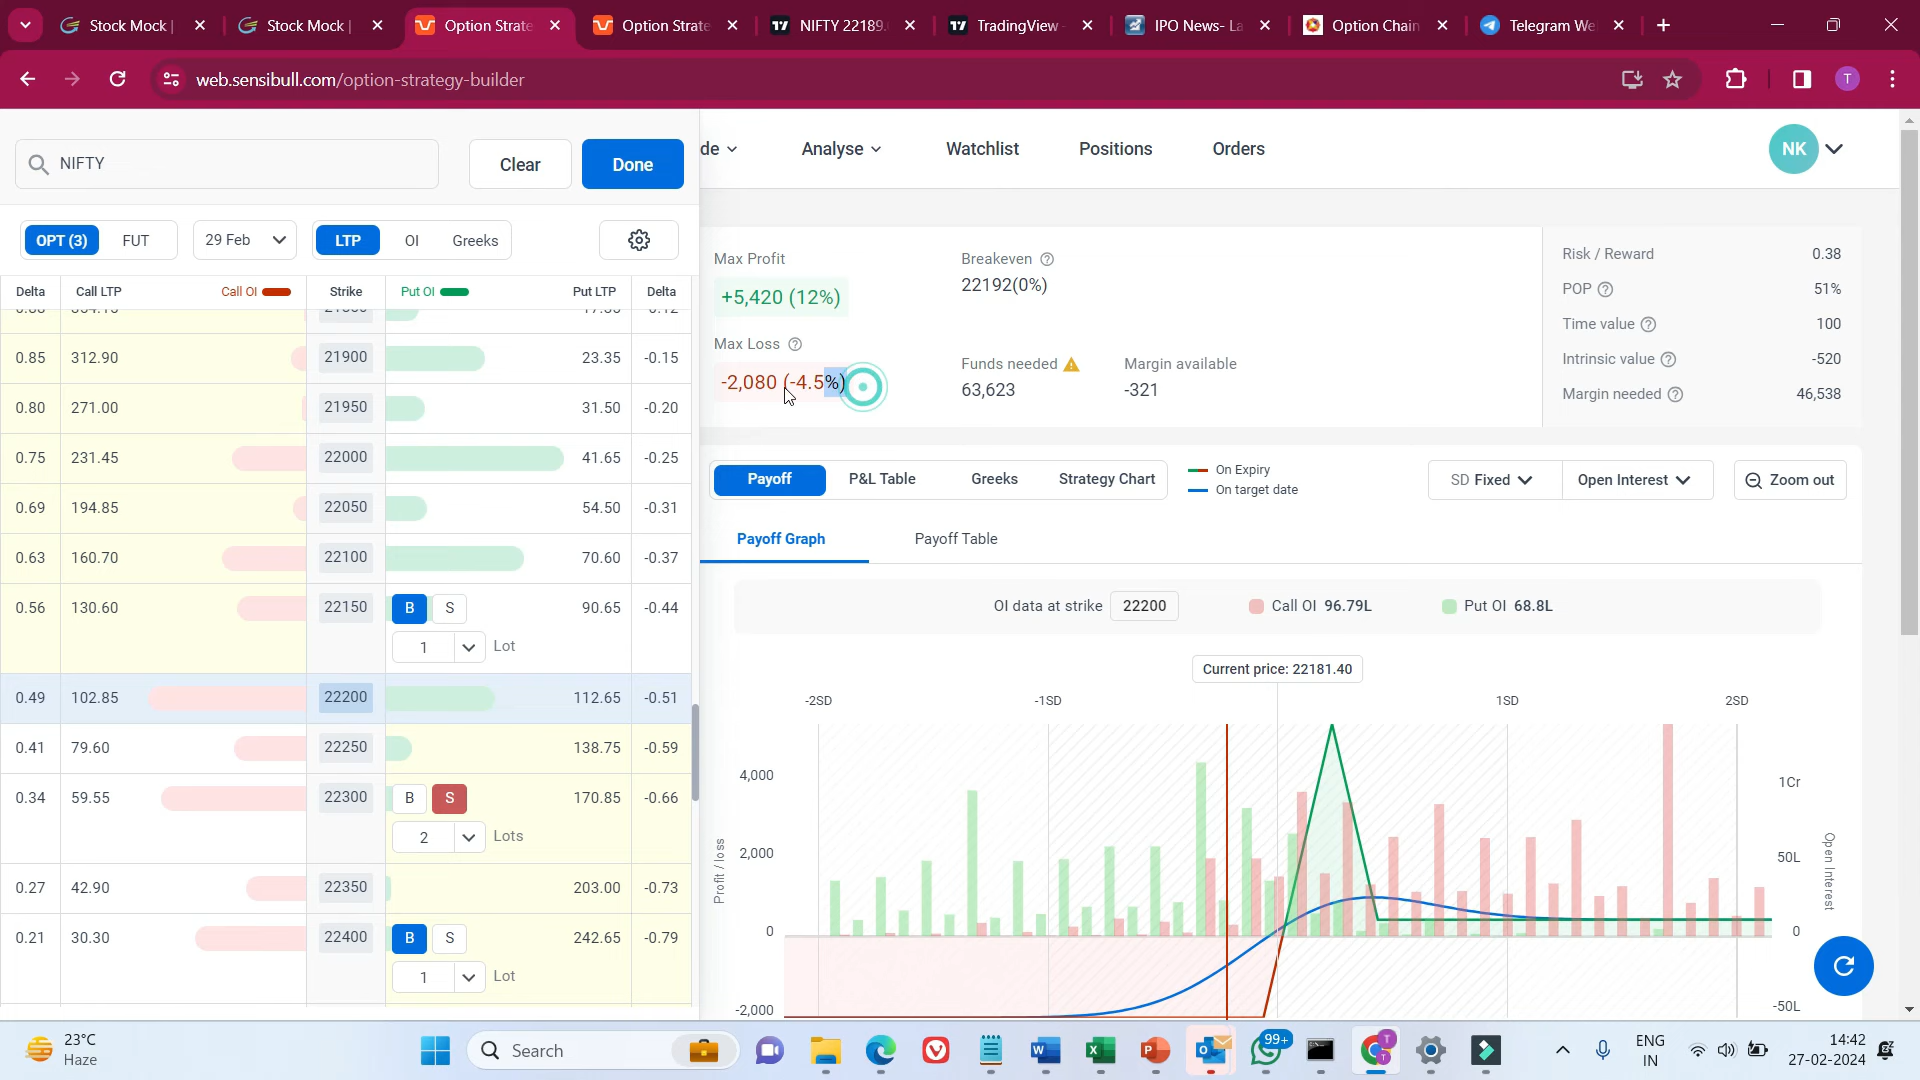 Stock Mock |
Stock Mock |
Option Strate
Option Strate
NIFTY 22189.
TradingView
IPO News- La
Option Chain
Telegram We
web.sensibull.com/option-strategy-builder
T
NIFTY
Clear
Done
de
Analyse
Watchlist
Positions
Orders
NK
OPT (3)
FUT
29 Feb
LTP
OI
Greeks
Delta
Call LTP
Call OI
Strike
Put OI
Put LTP
Delta
0.85 312.90 21900 23.35 -0.15
0.80 271.00 21950 31.50 -0.20
0.75 231.45 22000 41.65 -0.25
0.69 194.85 22050 54.50 -0.31
0.63 160.70 22100 70.60 -0.37
0.56 130.60 22150 B S 90.65 -0.44
1 Lot
0.49 102.85 22200 112.65 -0.51
0.41 79.60 22250 138.75 -0.59
0.34 59.55 22300 B S 170.85 -0.66
2 Lots
0.27 42.90 22350 203.00 -0.73
0.21 30.30 22400 B S 242.65 -0.79
1 Lot
Max Profit
+5,420 (12%)
Max Loss
-2,080 (-4.5%)
Breakeven
22192(0%)
Funds needed
63,623
Margin available
-321
Risk / Reward 0.38
POP 51%
Time value 100
Intrinsic value -520
Margin needed 46,538
Payoff
P&L Table
Greeks
Strategy Chart
On Expiry
On target date
SD Fixed
Open Interest
Zoom out
Payoff Graph
Payoff Table
OI data at strike 22200 Call OI 96.79L Put OI 68.8L
Current price: 22181.40
-2SD
-1SD
1SD
2SD
4,000
2,000
0
-2,000
Profit / loss
1Cr
50L
0
-50L
Open Interest
23°C
Haze
Search
99+
ENG
IN
14:42
27-02-2024